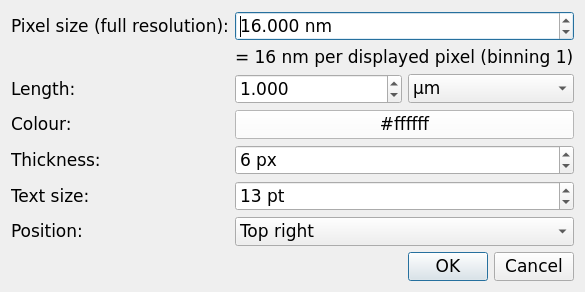 Pixel size (full resolution): 16.000 nm
= 16 nm per displayed pixel (binning 1)
Length: 1.000 µm
Colour: #ffffff
Thickness: 6 px
Text size: 13 pt
Position: Top right
OK Cancel